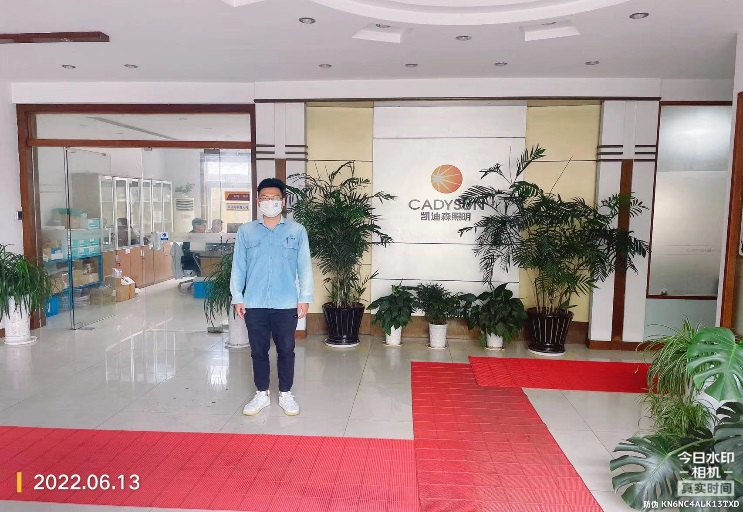 CADYSUN
凯迪森照明
2022.06.13
今日水印
相机
真实时间
防伪 KN6NC4ALK13TXD